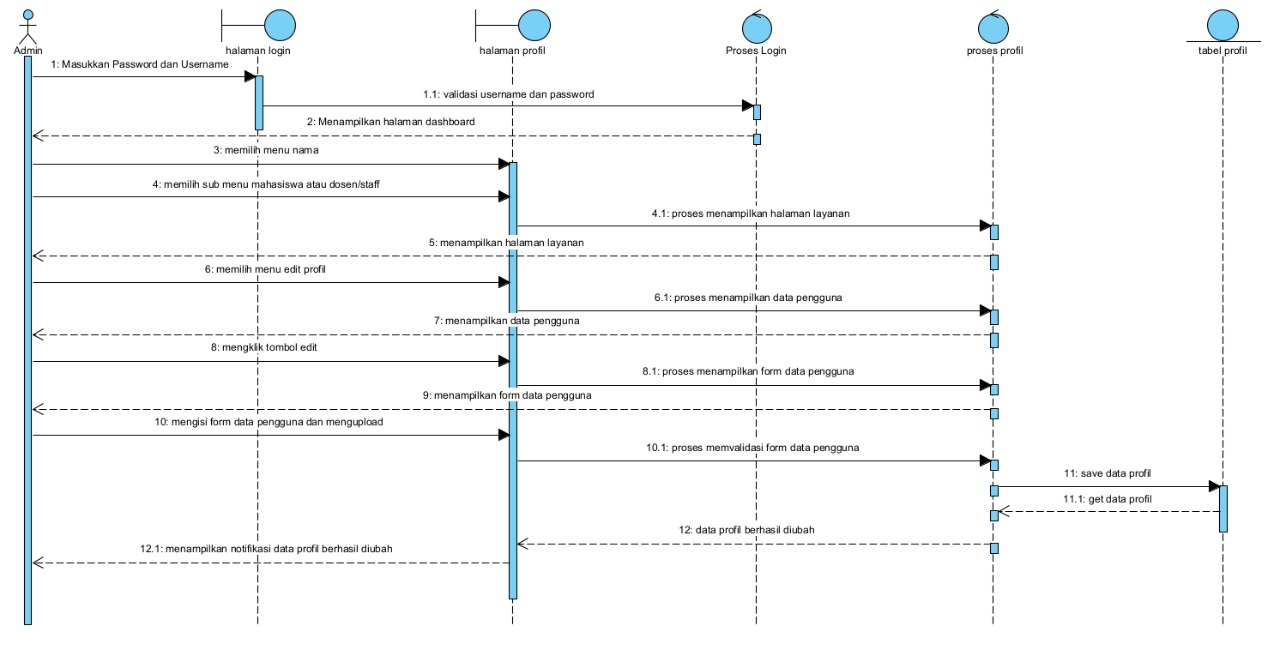 Admin
halaman login
halaman profil
Proses Login
proses profil
tabel profil
1: Masukkan Password dan Username
1.1: validasi username dan password
2: Menampilkan halaman dashboard
3: memilih menu nama
4: memilih sub menu mahasiswa atau dosen/staff
4.1: proses menampilkan halaman layanan
5: menampilkan halaman layanan
6: memilih menu edit profil
6.1: proses menampilkan data pengguna
7: menampilkan data pengguna
8: mengklik tombol edit
8.1: proses menampilkan form data pengguna
9: menampilkan form data pengguna
10: mengisi form data pengguna dan mengupload
10.1: proses memvalidasi form data pengguna
11: save data profil
11.1: get data profil
12: data profil berhasil diubah
12.1: menampilkan notifikasi data profil berhasil diubah